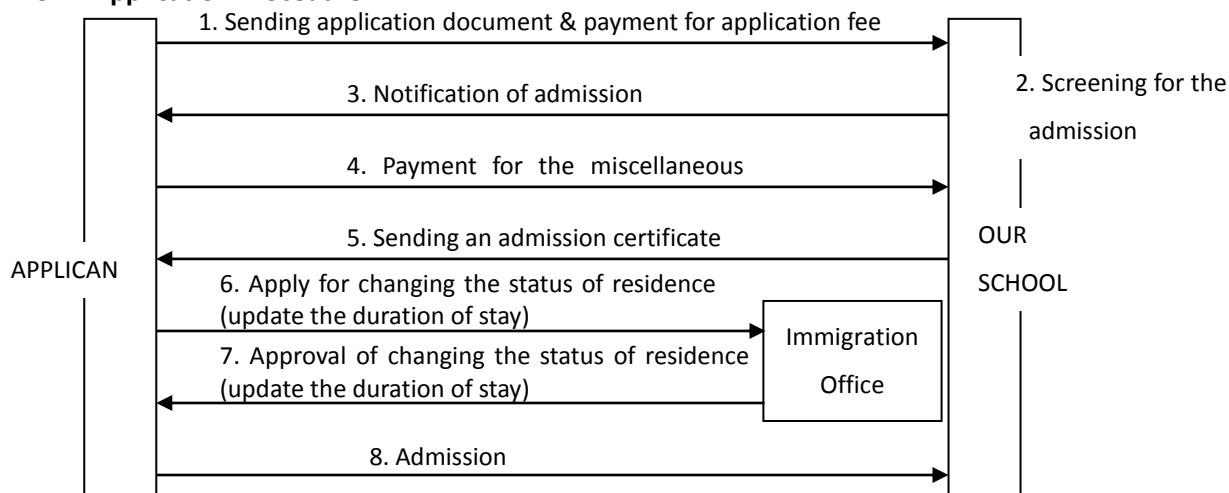 1. Sending application document & payment for application fee
2. Screening for the
admission
3. Notification of admission
4. Payment for the miscellaneous
5. Sending an admission certificate
OUR
SCHOOL
APPLICAN
6. Apply for changing the status of residence
(update the duration of stay)
7. Approval of changing the status of residence
(update the duration of stay)
Immigration
Office
8. Admission